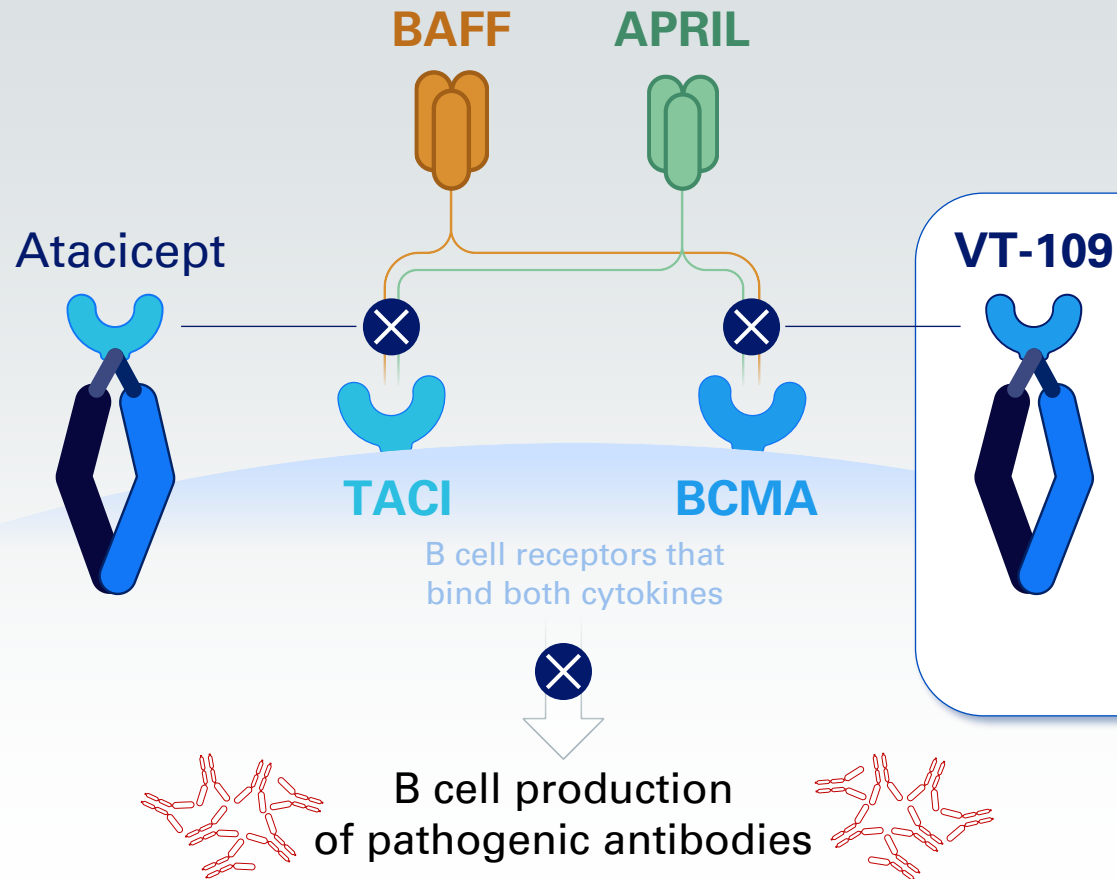 BAFF
APRIL
Atacicept
VT-109
TACI
BCMA
B cell receptors that
bind both cytokines
B cell production
of pathogenic antibodies